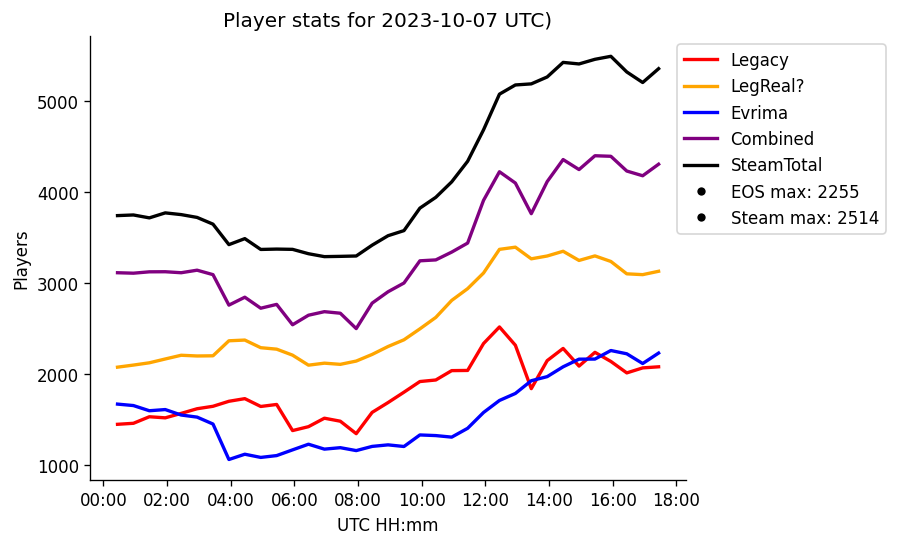 Player stats for 2023-10-07 UTC)
Legacy
LegReal?
Evrima
Combined
SteamTotal
EOS max: 2255
Steam max: 2514
Players
5000
4000
3000
2000
1000
00:00 02:00 04:00 06:00 08:00 10:00 12:00 14:00 16:00 18:00
UTC HH:mm